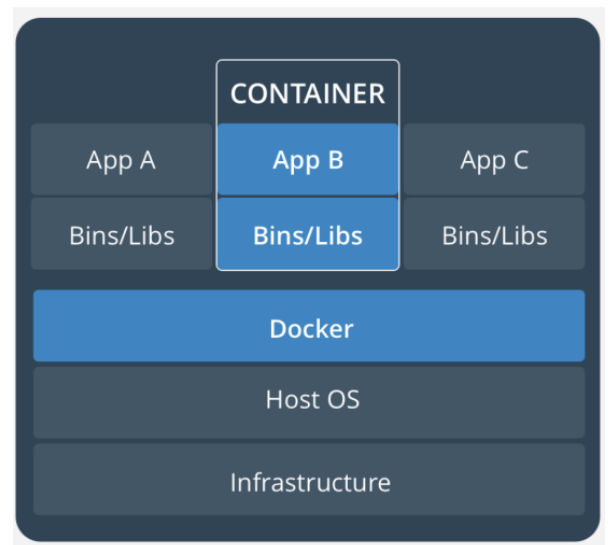 CONTAINER
App A
App B
App C
Bins/Libs
Bins/Libs
Bins/Libs
Docker
Host OS
Infrastructure